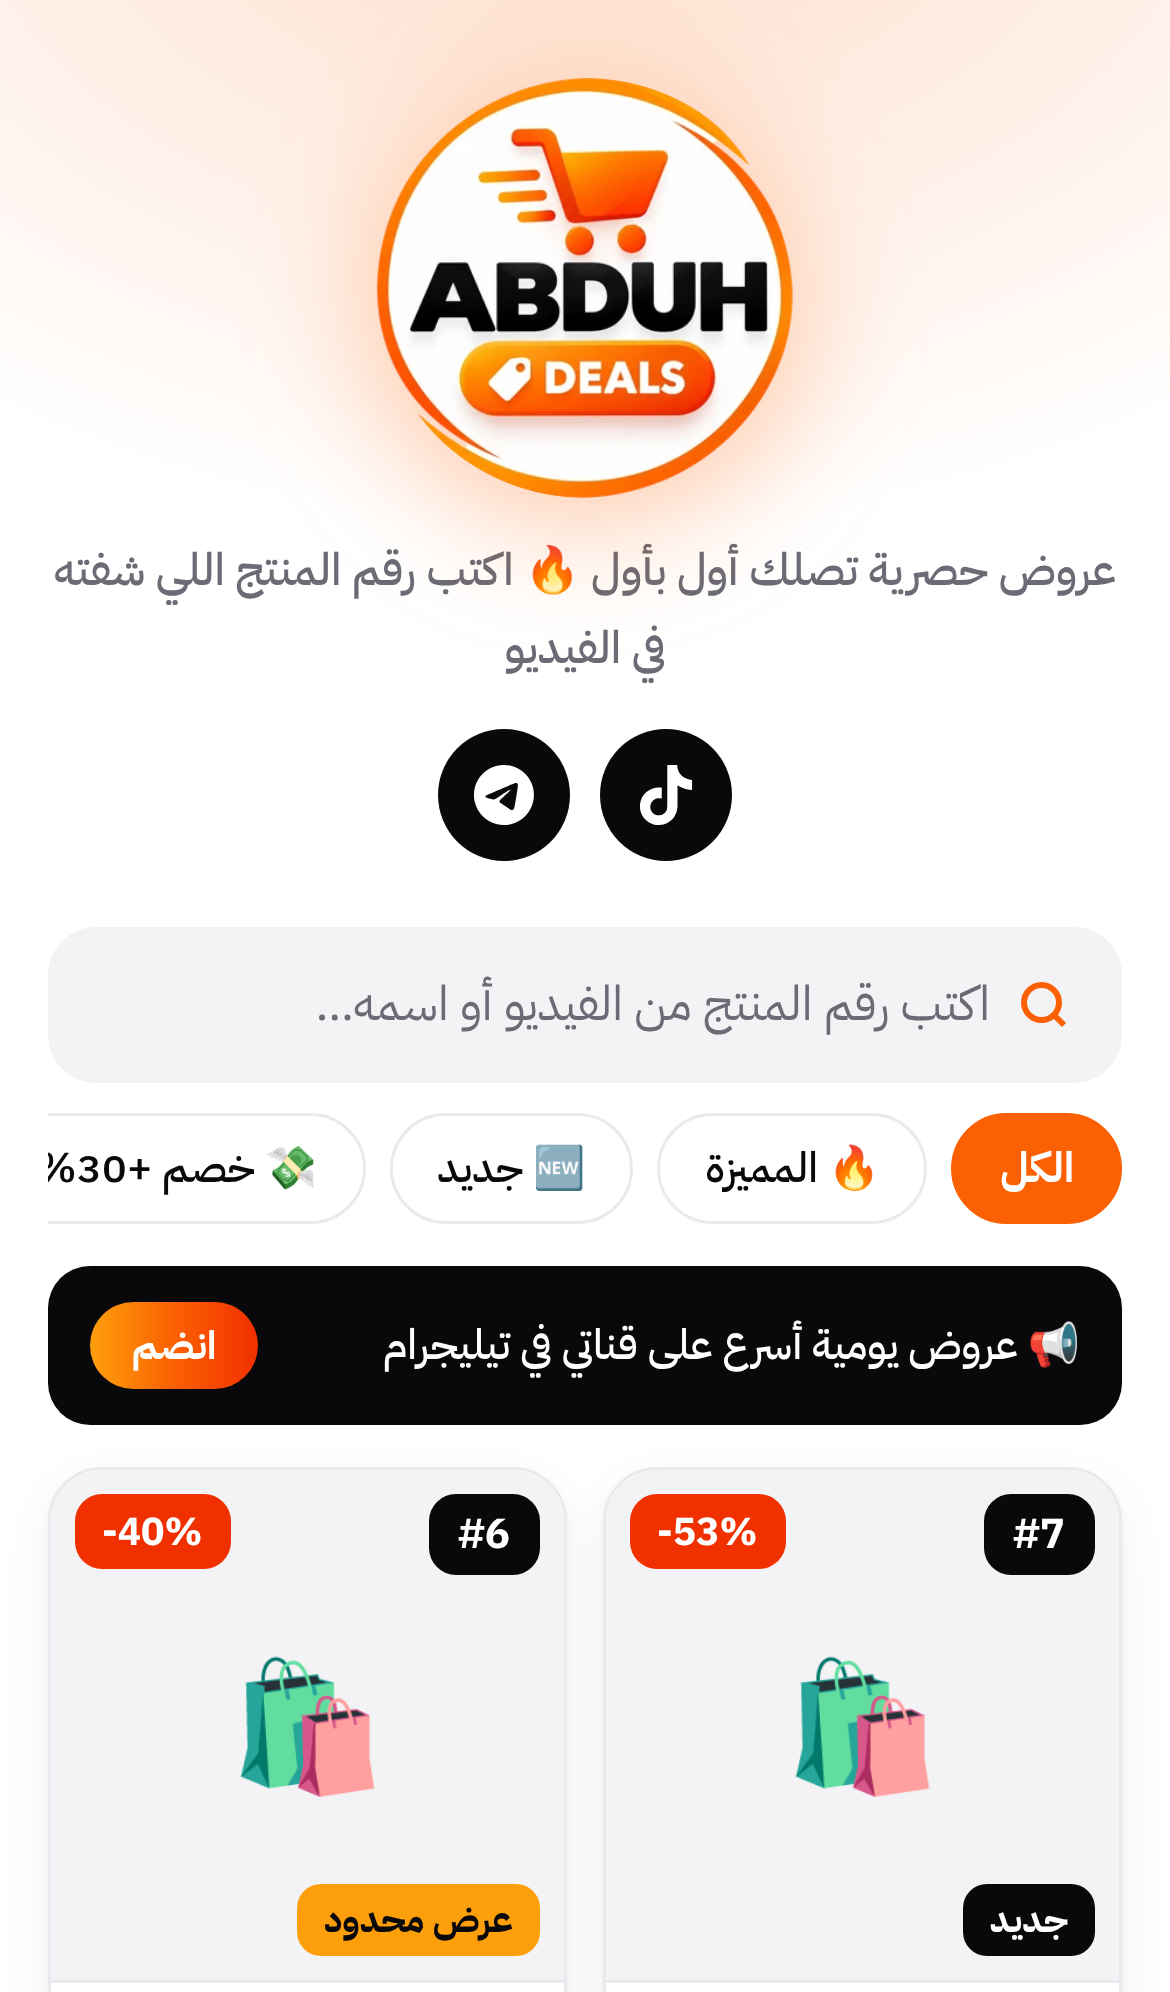 ABDUH
DEALS
عروض حصرية تصلك أول بأول 🔥 اكتب رقم المنتج اللي شفته
في الفيديو
اكتب رقم المنتج من الفيديو أو اسمه...
الكل
🔥 المميزة
🆕 جديد
💸 خصم +30%
📢 عروض يومية أسرع على قناتي في تيليجرام
انضم
#7
-53%
جديد
#6
-40%
عرض محدود